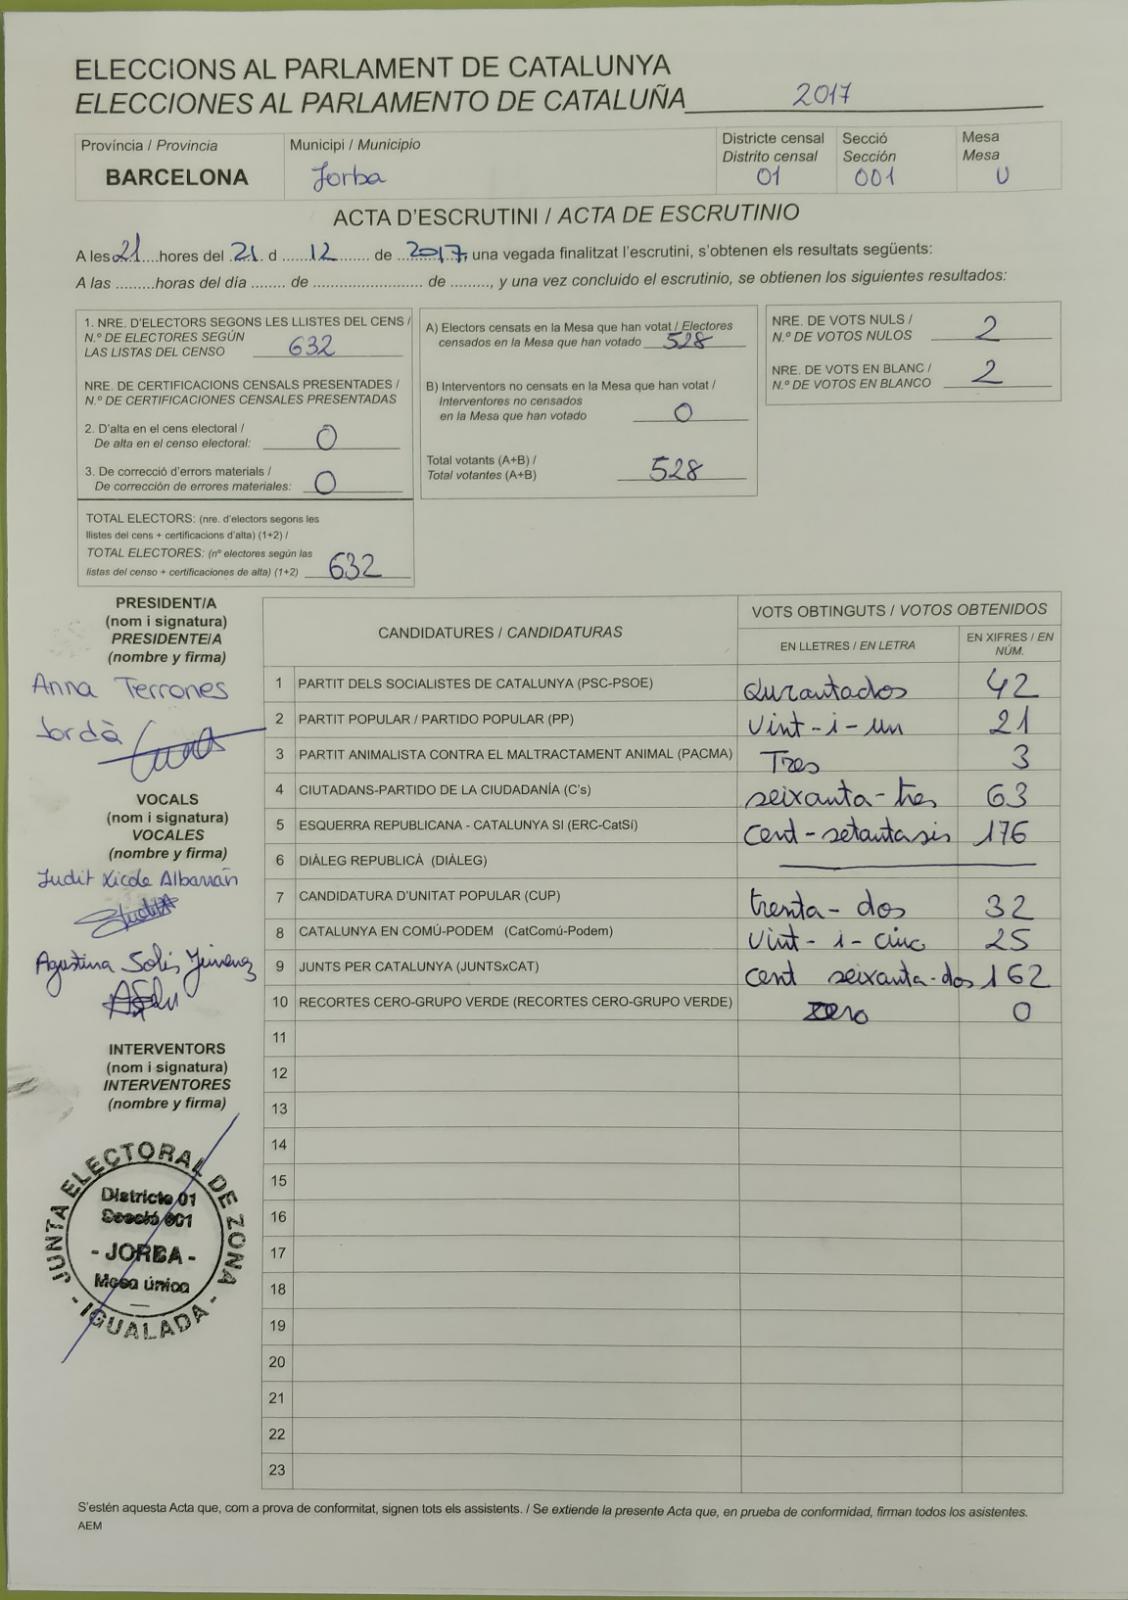 ELECCIONS AL PARLAMENT DE CATALUNYA
ELECCIONES AL PARLAMENTO DE CATALUÑA 2017
Província / Provincia
BARCELONA
Municipi / Municipio
Jorba
Districte censal
Distrito censal
01
Secció
Sección
001
Mesa
Mesa
U
ACTA D'ESCRUTINI / ACTA DE ESCRUTINIO
A les 21 hores del 21 d 12 de 2017, una vegada finalitzat l'escrutini, s'obtenen els resultats següents:
A las .........horas del día ........ de ......................... de ........., y una vez concluido el escrutinio, se obtienen los siguientes resultados:
1. NRE. D'ELECTORS SEGONS LES LLISTES DEL CENS /
N.º DE ELECTORES SEGÚN
LAS LISTAS DEL CENSO 632
NRE. DE CERTIFICACIONS CENSALS PRESENTADES /
N.º DE CERTIFICACIONES CENSALES PRESENTADAS
2. D'alta en el cens electoral /
De alta en el censo electoral: 0
3. De correcció d'errors materials /
De corrección de errores materiales: 0
TOTAL ELECTORS: (nre. d'electors segons les
llistes del cens + certificacions d'alta) (1+2) /
TOTAL ELECTORES: (nº electores según las
listas del censo + certificaciones de alta) (1+2) 632
A) Electors censats en la Mesa que han votat / Electores
censados en la Mesa que han votado 528
B) Interventors no censats en la Mesa que han votat /
Interventores no censados
en la Mesa que han votado 0
Total votants (A+B) /
Total votantes (A+B) 528
NRE. DE VOTS NULS /
N.º DE VOTOS NULOS 2
NRE. DE VOTS EN BLANC /
N.º DE VOTOS EN BLANCO 2
PRESIDENT/A
(nom i signatura)
PRESIDENTE/A
(nombre y firma)
Anna Terrones
Jordà
VOCALS
(nom i signatura)
VOCALES
(nombre y firma)
Judit Xicole Albarrán
Judit
Agustina Solís Jimenez
INTERVENTORS
(nom i signatura)
INTERVENTORES
(nombre y firma)
JUNTA ELECTORAL DE ZONA
Districte 01
Secció 001
- JORBA -
Mesa única
- IGUALADA -
CANDIDATURES / CANDIDATURAS
VOTS OBTINGUTS / VOTOS OBTENIDOS
EN LLETRES / EN LETRA
EN XIFRES / EN
NÚM.
1 PARTIT DELS SOCIALISTES DE CATALUNYA (PSC-PSOE) Qurantados 42
2 PARTIT POPULAR / PARTIDO POPULAR (PP) Vint-i-un 21
3 PARTIT ANIMALISTA CONTRA EL MALTRACTAMENT ANIMAL (PACMA) Tres 3
4 CIUTADANS-PARTIDO DE LA CIUDADANÍA (C's) seixanta-tres 63
5 ESQUERRA REPUBLICANA - CATALUNYA SI (ERC-CatSí) cent-setantasis 176
6 DIÀLEG REPUBLICÀ (DIÀLEG)
7 CANDIDATURA D'UNITAT POPULAR (CUP) trenta-dos 32
8 CATALUNYA EN COMÚ-PODEM (CatComú-Podem) Vint-i-cinc 25
9 JUNTS PER CATALUNYA (JUNTSxCAT) cent seixanta-dos 162
10 RECORTES CERO-GRUPO VERDE (RECORTES CERO-GRUPO VERDE) zero 0
11
12
13
14
15
16
17
18
19
20
21
22
23
S'estén aquesta Acta que, com a prova de conformitat, signen tots els assistents. / Se extiende la presente Acta que, en prueba de conformidad, firman todos los asistentes.
AEM